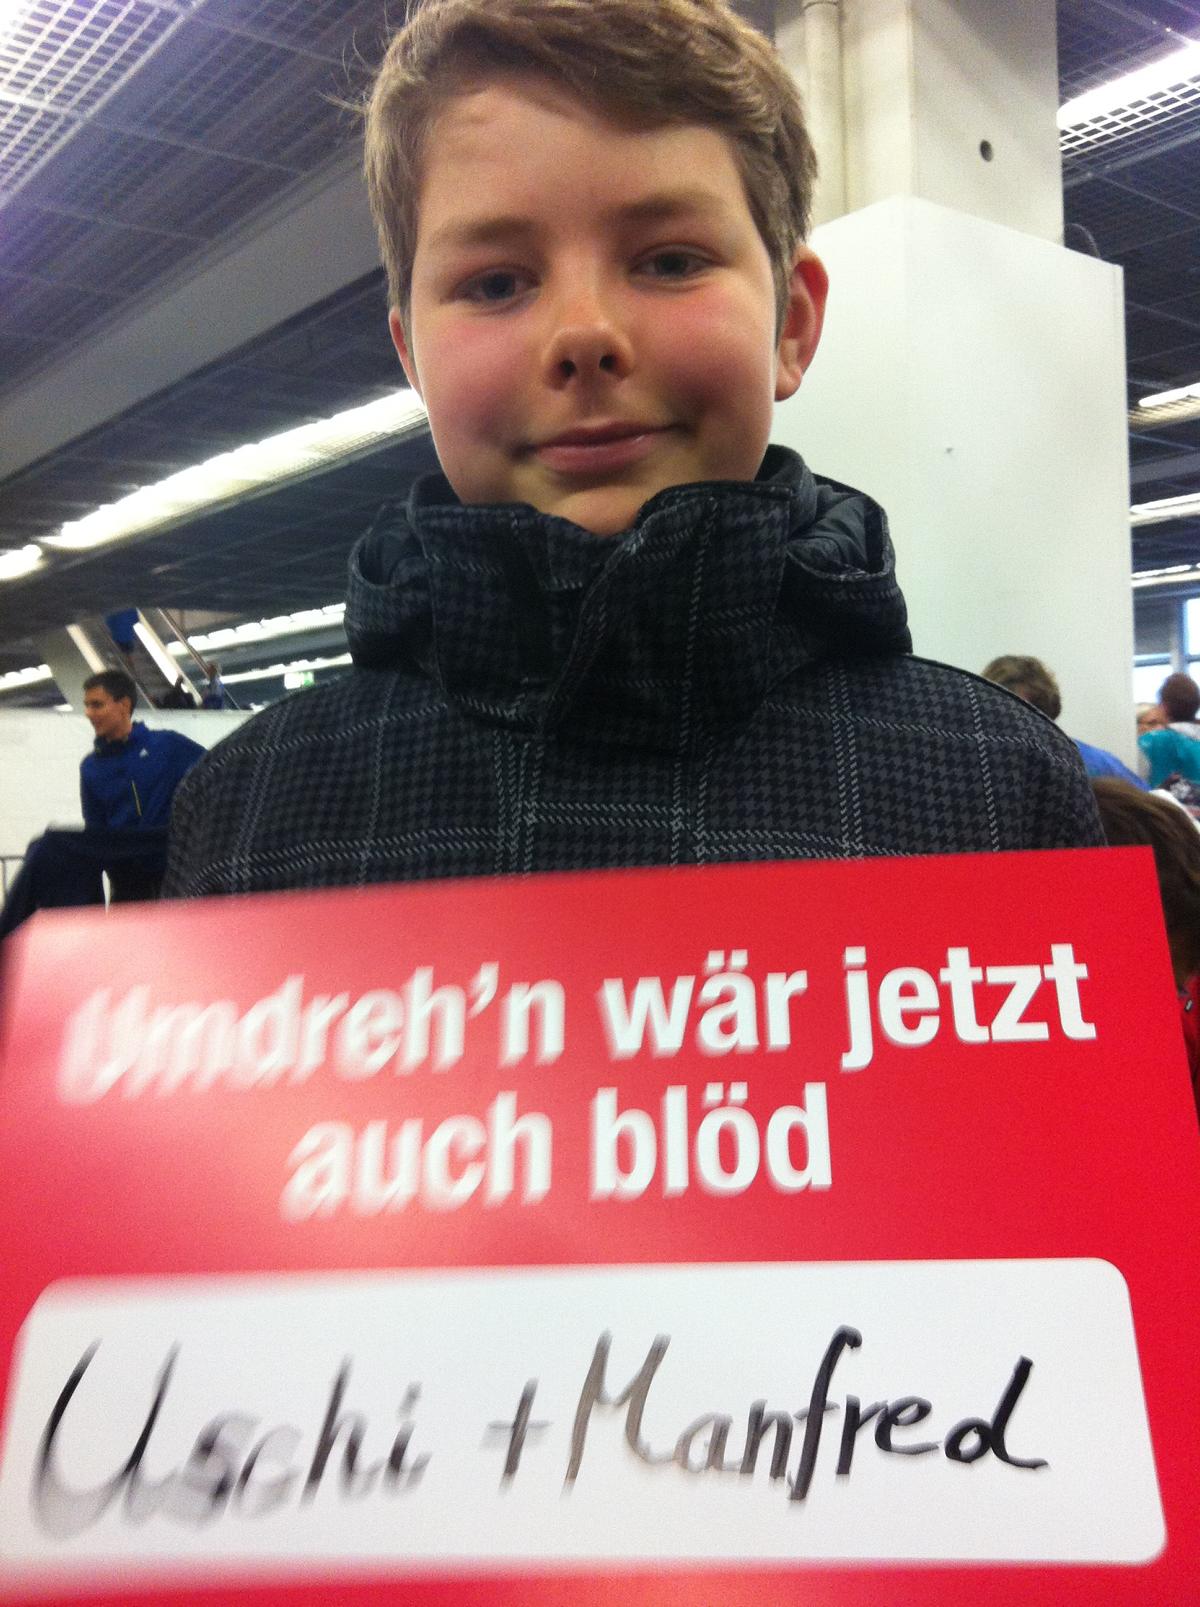 Umdreh'n wär jetzt
auch blöd
Uschi + Manfred